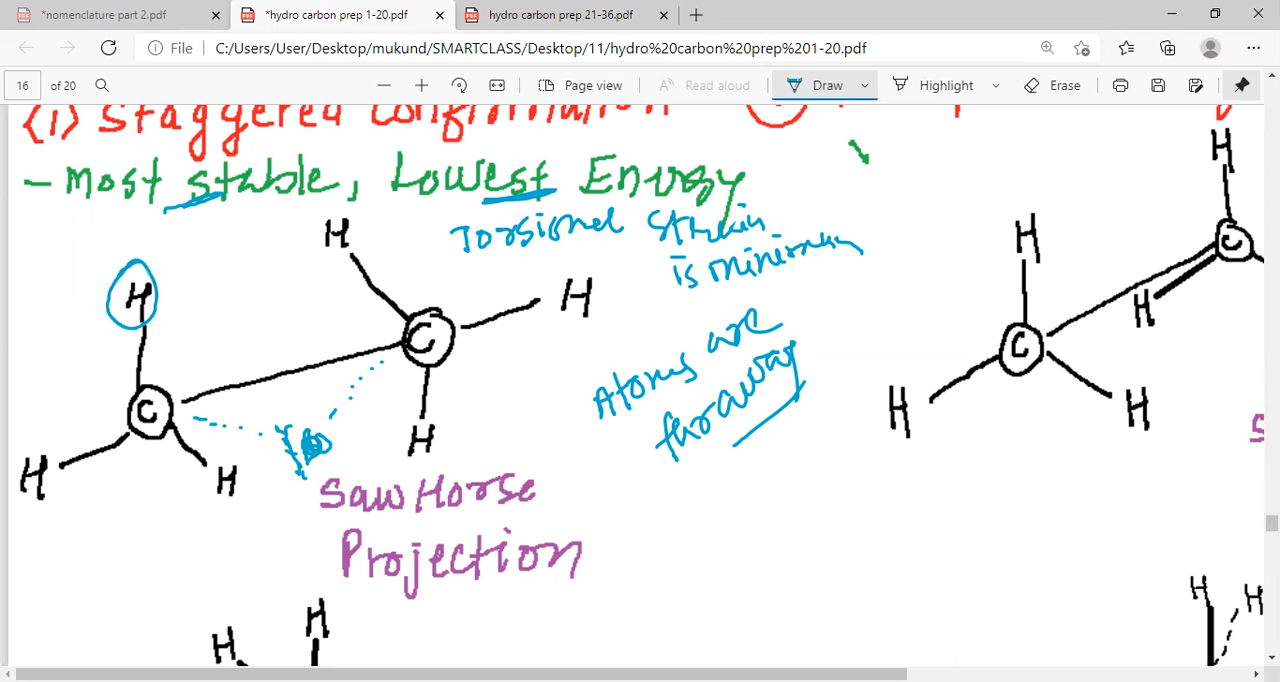 *nomenclature part 2.pdf
*hydro carbon prep 1-20.pdf
hydro carbon prep 21-36.pdf
File
C:/Users/User/Desktop/mukund/SMARTCLASS/Desktop/11/hydro%20carbon%20prep%201-20.pdf
16 of 20
Page view
Read aloud
Draw
Highlight
Erase
(1) Staggered confirmation
- Most stable, Lowest Energy
Torsional strain
is minimum
Atoms are
far away
H
H
H
C
C
H
H
H
Saw Horse
Projection
H
H
H
C
H
C
H
H
H
H
H
H